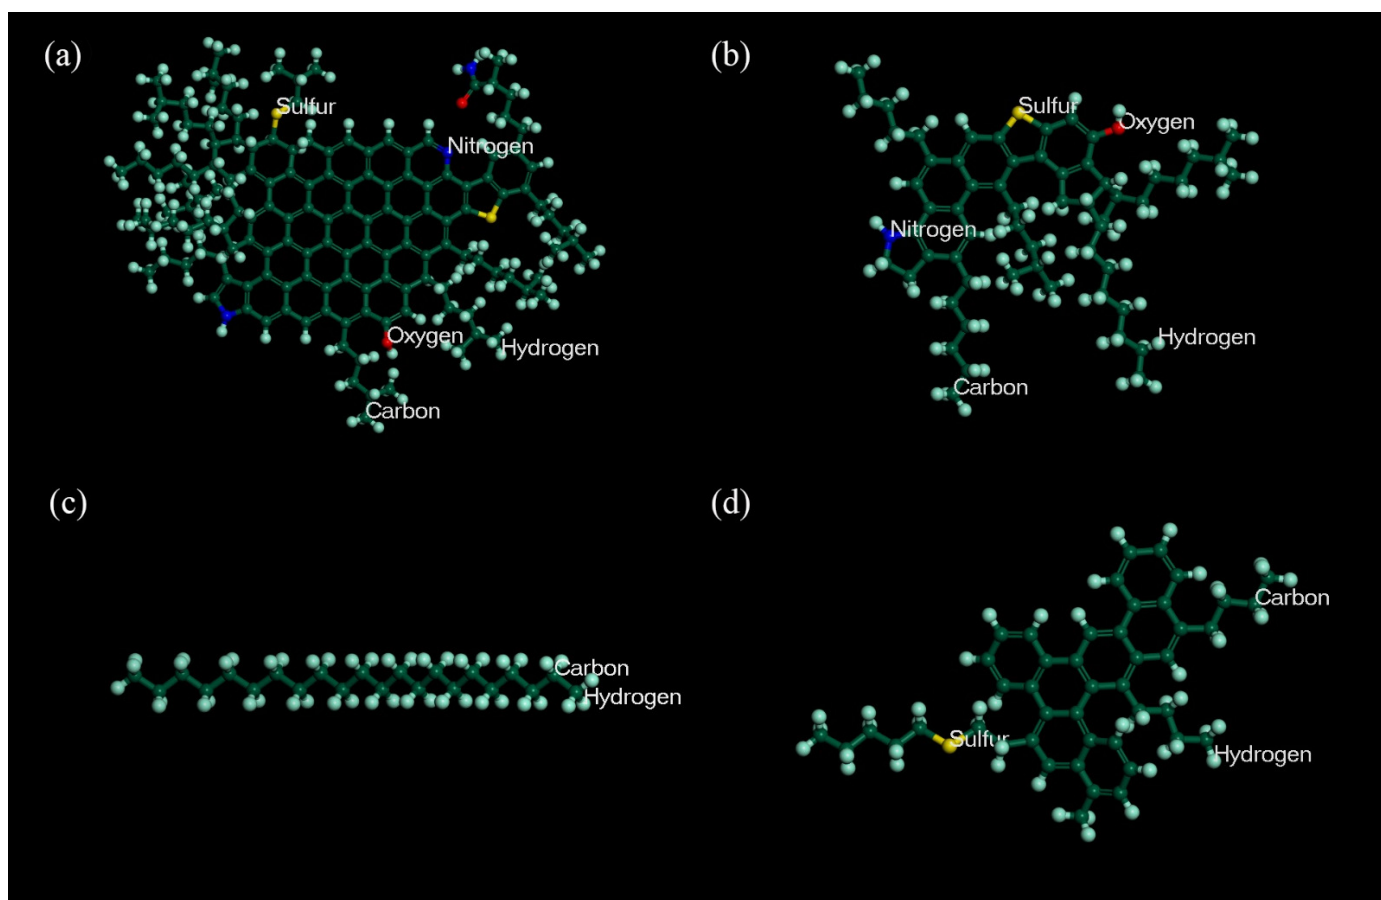 (a)
Sulfur
Nitrogen
Oxygen
Hydrogen
Carbon
(b)
Sulfur
Oxygen
Nitrogen
Hydrogen
Carbon
(c)
Carbon
Hydrogen
(d)
Carbon
Sulfur
Hydrogen